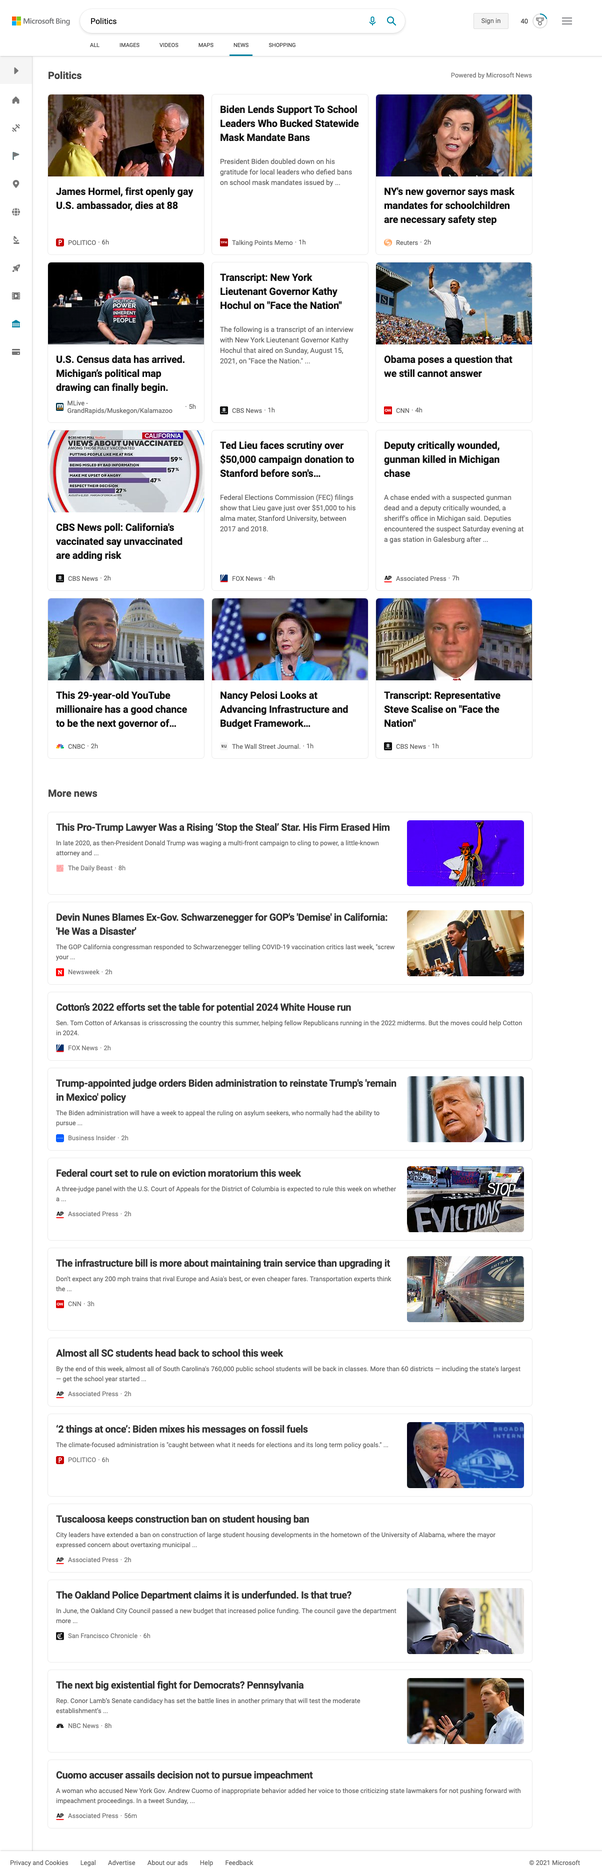 Microsoft Bing
Politics
Sign in
40
ALL
IMAGES
VIDEOS
MAPS
NEWS
SHOPPING
Politics
Powered by Microsoft News
James Hormel, first openly gay
U.S. ambassador, dies at 88
POLITICO · 6h
Biden Lends Support To School
Leaders Who Bucked Statewide
Mask Mandate Bans
President Biden doubled down on his
gratitude for local leaders who defied bans
on school mask mandates issued by ...
Talking Points Memo · 1h
NY's new governor says mask
mandates for schoolchildren
are necessary safety step
Reuters · 2h
POWER
INHERENT
PEOPLE
U.S. Census data has arrived.
Michigan's political map
drawing can finally begin.
MLive -
GrandRapids/Muskegon/Kalamazoo · 5h
Transcript: New York
Lieutenant Governor Kathy
Hochul on "Face the Nation"
The following is a transcript of an interview
with New York Lieutenant Governor Kathy
Hochul that aired on Sunday, August 15,
2021, on "Face the Nation." ...
CBS News · 1h
Obama poses a question that
we still cannot answer
CNN · 4h
CALIFORNIA
VIEWS ABOUT UNVACCINATED
AMONG THOSE FULLY VACCINATED
PUTTING PEOPLE LIKE ME AT RISK
59%
BEING MISLED BY BAD INFORMATION
57%
MAKE ME UPSET OR ANGRY
47%
RESPECT THEIR DECISION
27%
CBS News poll: California's
vaccinated say unvaccinated
are adding risk
CBS News · 2h
Ted Lieu faces scrutiny over
$50,000 campaign donation to
Stanford before son's...
Federal Elections Commission (FEC) filings
show that Lieu gave just over $51,000 to his
alma mater, Stanford University, between
2017 and 2018.
FOX News · 4h
Deputy critically wounded,
gunman killed in Michigan
chase
A chase ended with a suspected gunman
dead and a deputy critically wounded, a
sheriff's office in Michigan said. Deputies
encountered the suspect Saturday evening at
a gas station in Galesburg after ...
AP Associated Press · 7h
This 29-year-old YouTube
millionaire has a good chance
to be the next governor of...
CNBC · 2h
Nancy Pelosi Looks at
Advancing Infrastructure and
Budget Framework...
WSJ The Wall Street Journal. · 1h
Transcript: Representative
Steve Scalise on "Face the
Nation"
CBS News · 1h
More news
This Pro-Trump Lawyer Was a Rising 'Stop the Steal' Star. His Firm Erased Him
In late 2020, as then-President Donald Trump was waging a multi-front campaign to cling to power, a little-known
attorney and ...
The Daily Beast · 8h
Devin Nunes Blames Ex-Gov. Schwarzenegger for GOP's 'Demise' in California:
'He Was a Disaster'
The GOP California congressman responded to Schwarzenegger telling COVID-19 vaccination critics last week, "screw
your ...
N Newsweek · 2h
Cotton's 2022 efforts set the table for potential 2024 White House run
Sen. Tom Cotton of Arkansas is crisscrossing the country this summer, helping fellow Republicans running in the 2022 midterms. But the moves could help Cotton
in 2024.
FOX News · 2h
Trump-appointed judge orders Biden administration to reinstate Trump's 'remain
in Mexico' policy
The Biden administration will have a week to appeal the ruling on asylum seekers, who normally had the ability to
pursue ...
Business Insider · 2h
Federal court set to rule on eviction moratorium this week
A three-judge panel with the U.S. Court of Appeals for the District of Columbia is expected to rule this week on whether
a ...
AP Associated Press · 2h
STOP
EVICTIONS
The infrastructure bill is more about maintaining train service than upgrading it
Don't expect any 200 mph trains that rival Europe and Asia's best, or even cheaper fares. Transportation experts think
the ...
CNN · 3h
AMTRAK
Almost all SC students head back to school this week
By the end of this week, almost all of South Carolina's 760,000 public school students will be back in classes. More than 60 districts — including the state's largest
— get the school year started ...
AP Associated Press · 2h
'2 things at once': Biden mixes his messages on fossil fuels
The climate-focused administration is "caught between what it needs for elections and its long term policy goals." ...
POLITICO · 6h
BROADB
INTERN
Tuscaloosa keeps construction ban on student housing ban
City leaders have extended a ban on construction of large student housing developments in the hometown of the University of Alabama, where the mayor
expressed concern about overtaxing municipal ...
AP Associated Press · 2h
The Oakland Police Department claims it is underfunded. Is that true?
In June, the Oakland City Council passed a new budget that increased police funding. The council gave the department
more ...
San Francisco Chronicle · 6h
The next big existential fight for Democrats? Pennsylvania
Rep. Conor Lamb's Senate candidacy has set the battle lines in another primary that will test the moderate
establishment's ...
NBC News · 8h
Cuomo accuser assails decision not to pursue impeachment
A woman who accused New York Gov. Andrew Cuomo of inappropriate behavior added her voice to those criticizing state lawmakers for not pushing forward with
impeachment proceedings. In a tweet Sunday, ...
AP Associated Press · 56m
Privacy and Cookies
Legal
Advertise
About our ads
Help
Feedback
© 2021 Microsoft